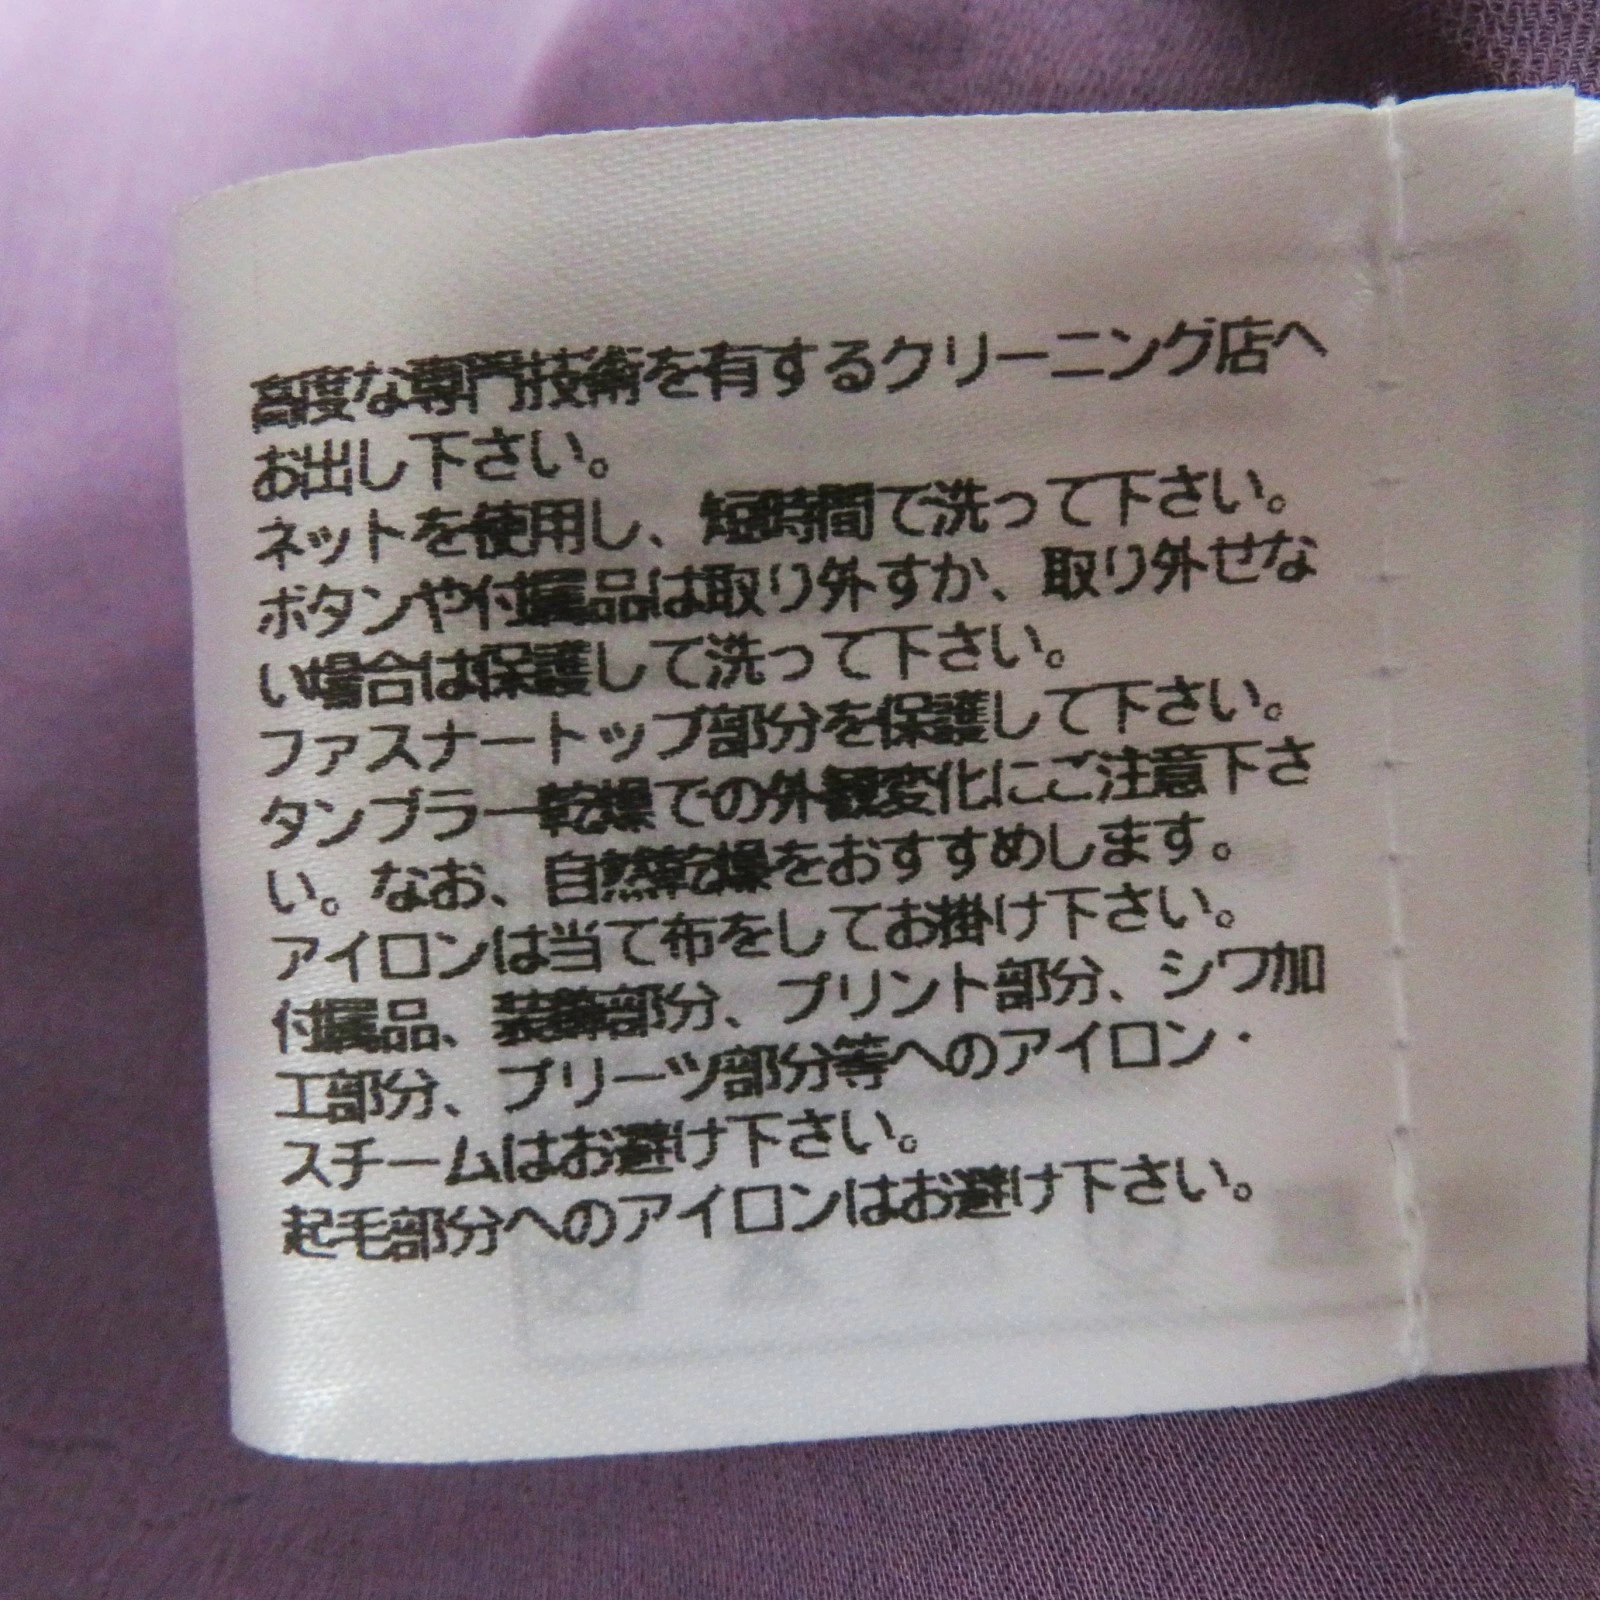 高度な専門技術を有するクリーニング店へ
お出し下さい。
ネットを使用し、短時間で洗って下さい。
ボタンや付属品は取り外すか、取り外せな
い場合は保護して洗って下さい。
ファスナートップ部分を保護して下さい。
タンブラー乾燥での外観変化にご注意下さ
い。なお、自然乾燥をおすすめします。
アイロンは当て布をしてお掛け下さい。
付属品、装飾部分、プリント部分、シワ加
工部分、プリーツ部分等へのアイロン・
スチームはお避け下さい。
起毛部分へのアイロンはお避け下さい。